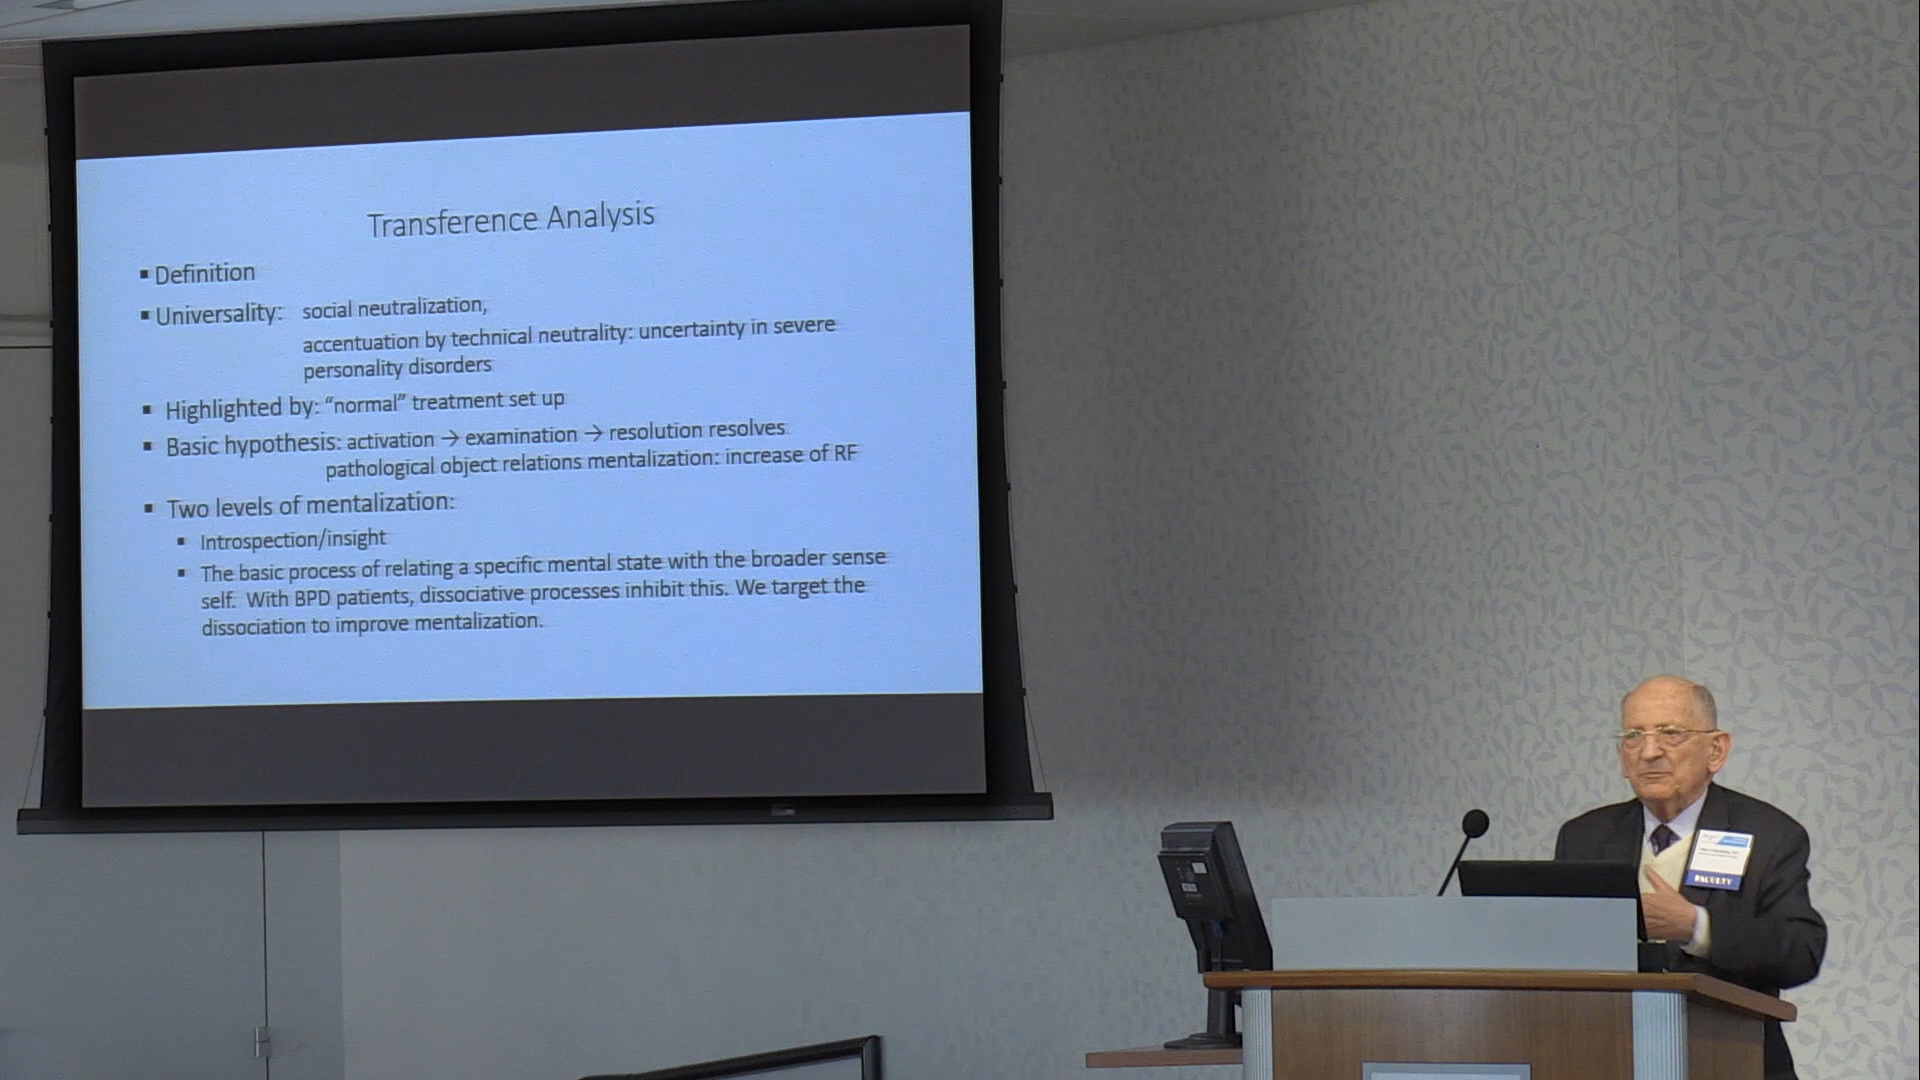 Transference Analysis
▪ Definition
▪ Universality: social neutralization,
accentuation by technical neutrality: uncertainty in severe
personality disorders
▪ Highlighted by: “normal” treatment set up
▪ Basic hypothesis: activation → examination → resolution resolves
pathological object relations mentalization: increase of RF
▪ Two levels of mentalization:
▪ Introspection/insight
▪ The basic process of relating a specific mental state with the broader sense
self. With BPD patients, dissociative processes inhibit this. We target the
dissociation to improve mentalization.
FACULTY